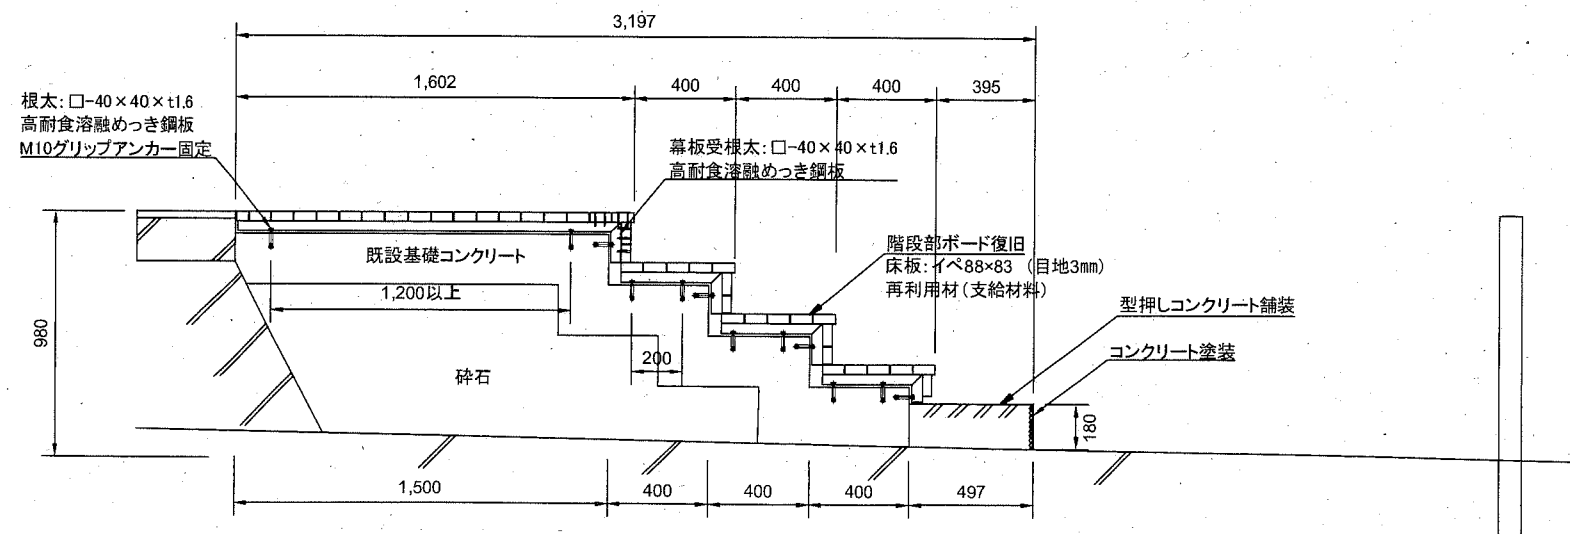 3,197
1,602
400
400
400
395
根太：□-40×40×t1.6
高耐食溶融めっき鋼板
M10グリップアンカー固定
幕板受根太：□-40×40×t1.6
高耐食溶融めっき鋼板
階段部ボード復旧
床板：イペ88×83 （目地3mm）
再利用材（支給材料）
既設基礎コンクリート
1,200以上
型押しコンクリート舗装
コンクリート塗装
980
200
砕石
180
1,500
400
400
400
497